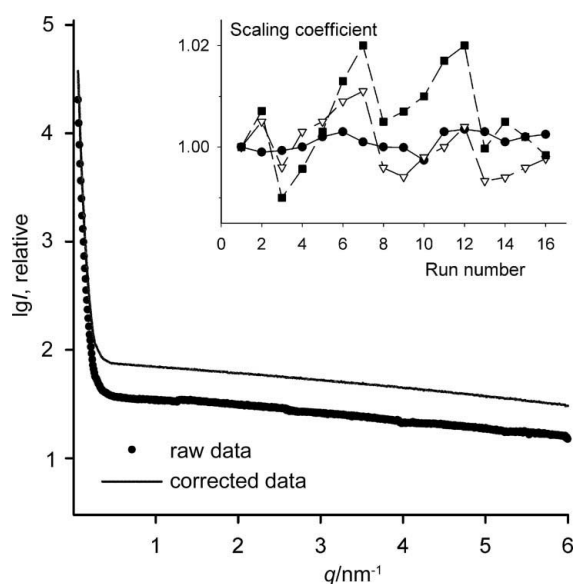 5
4
3
2
1
lgI, relative
Scaling coefficient
1.02
1.00
0 2 4 6 8 10 12 14 16
Run number
raw data
corrected data
1 2 3 4 5 6
q/nm⁻¹